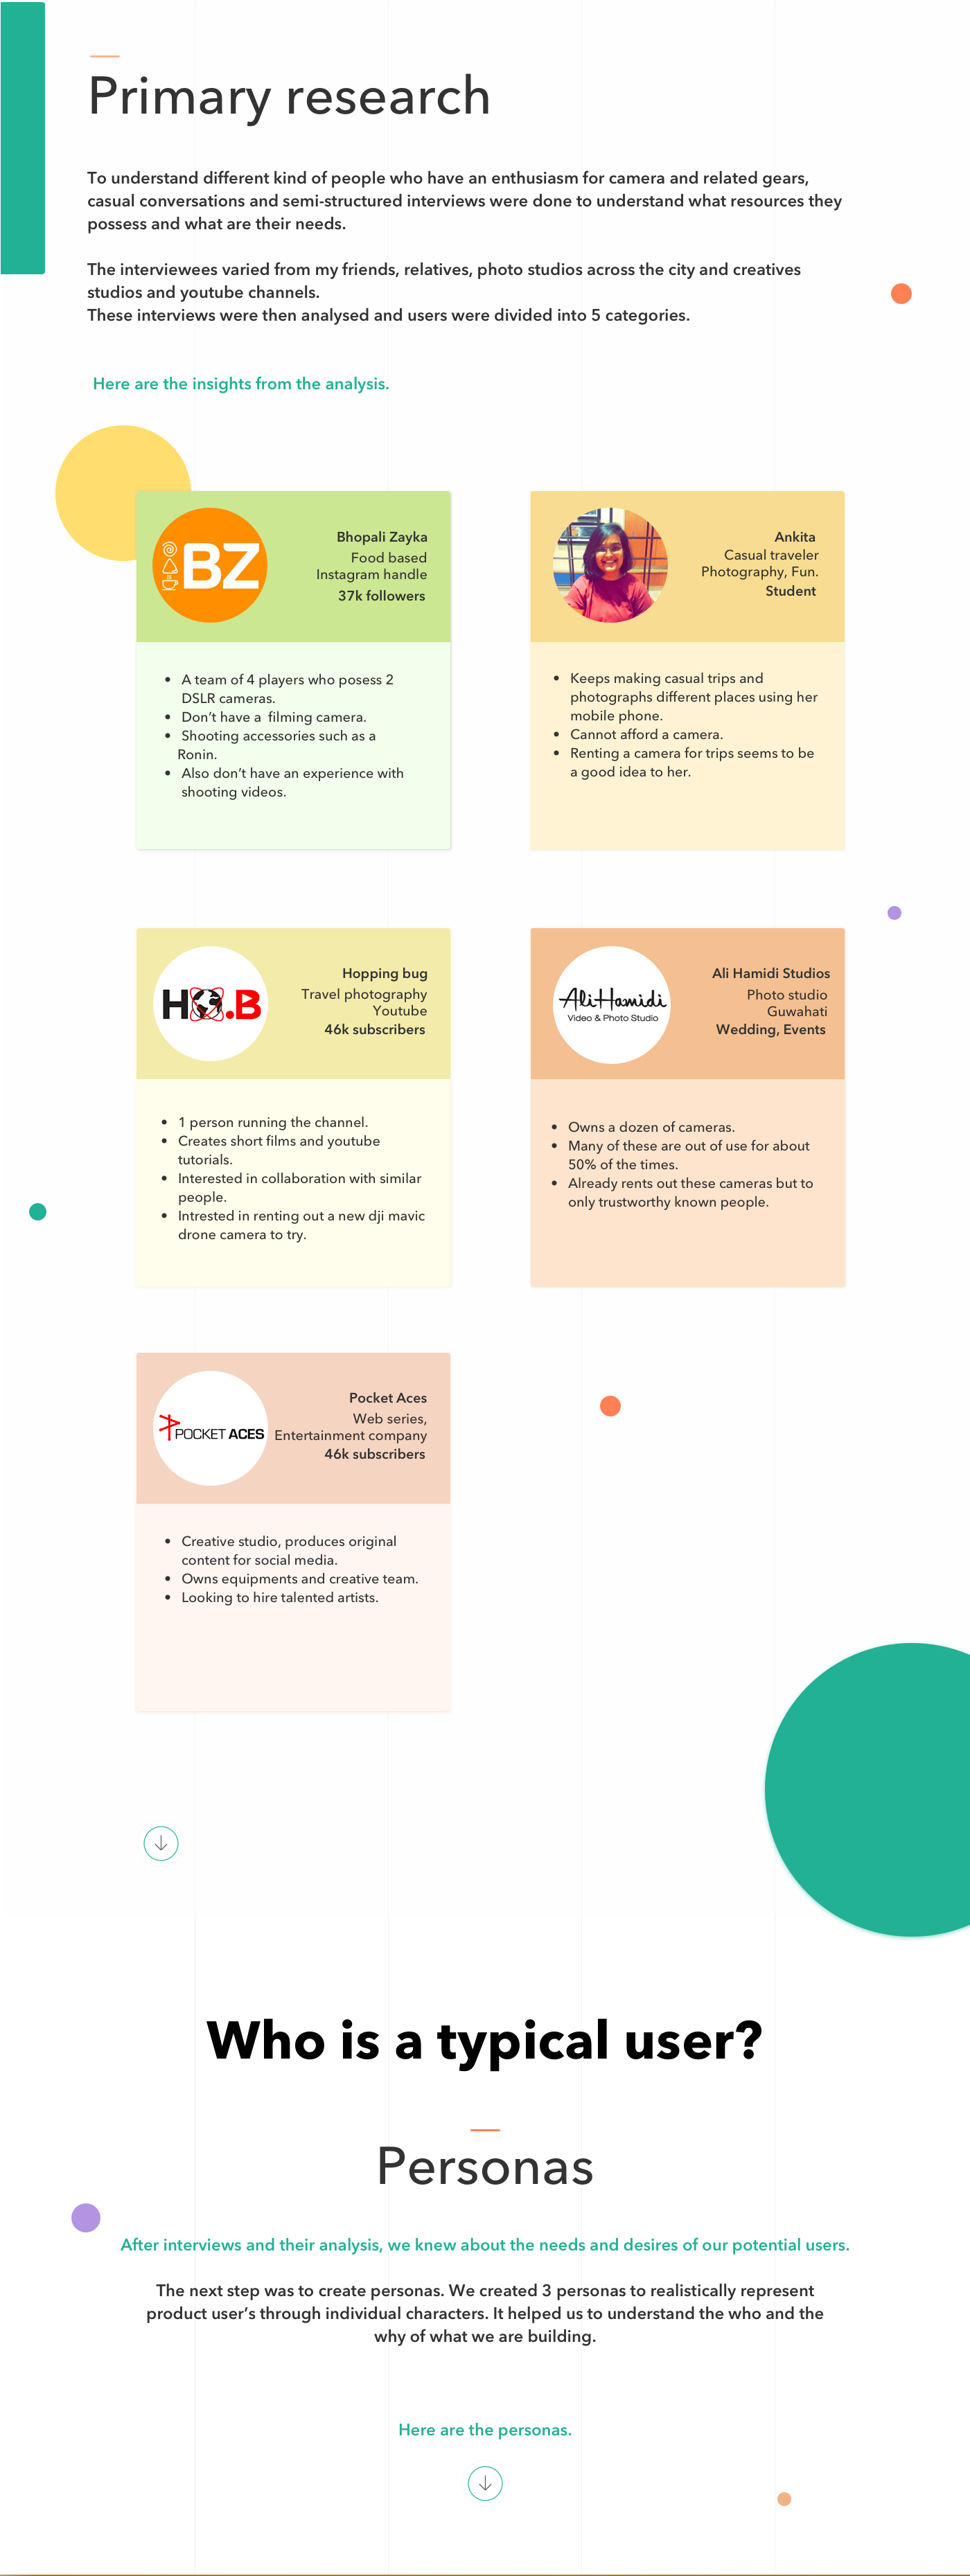 Primary research
To understand different kind of people who have an enthusiasm for camera and related gears,
casual conversations and semi-structured interviews were done to understand what resources they
possess and what are their needs.
The interviewees varied from my friends, relatives, photo studios across the city and creatives
studios and youtube channels.
These interviews were then analysed and users were divided into 5 categories.
Here are the insights from the analysis.
BZ
Bhopali Zayka
Food based
Instagram handle
37k followers
• A team of 4 players who posess 2
DSLR cameras.
• Don't have a filming camera.
• Shooting accessories such as a
Ronin.
• Also don't have an experience with
shooting videos.
Ankita
Casual traveler
Photography, Fun.
Student
• Keeps making casual trips and
photographs different places using her
mobile phone.
• Cannot afford a camera.
• Renting a camera for trips seems to be
a good idea to her.
HO.B
Hopping bug
Travel photography
Youtube
46k subscribers
• 1 person running the channel.
• Creates short films and youtube
tutorials.
• Interested in collaboration with similar
people.
• Intrested in renting out a new dji mavic
drone camera to try.
Ali Hamidi
Video & Photo Studio
Ali Hamidi Studios
Photo studio
Guwahati
Wedding, Events
• Owns a dozen of cameras.
• Many of these are out of use for about
50% of the times.
• Already rents out these cameras but to
only trustworthy known people.
POCKET ACES
Pocket Aces
Web series,
Entertainment company
46k subscribers
• Creative studio, produces original
content for social media.
• Owns equipments and creative team.
• Looking to hire talented artists.
Who is a typical user?
Personas
After interviews and their analysis, we knew about the needs and desires of our potential users.
The next step was to create personas. We created 3 personas to realistically represent
product user's through individual characters. It helped us to understand the who and the
why of what we are building.
Here are the personas.